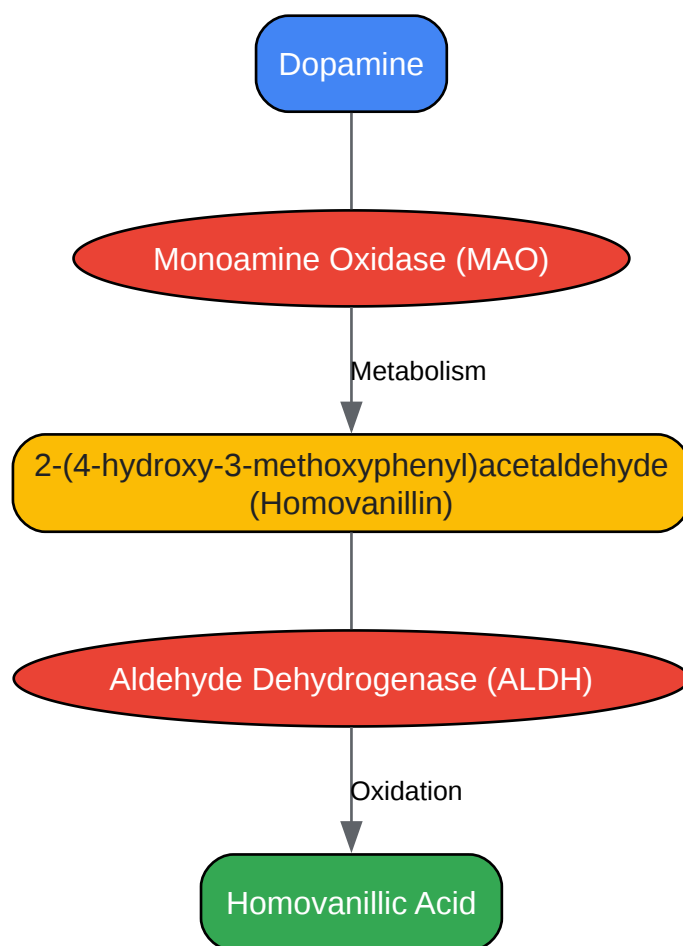 Dopamine
Monoamine Oxidase (MAO)
Metabolism
2-(4-hydroxy-3-methoxyphenyl)acetaldehyde
(Homovanillin)
Aldehyde Dehydrogenase (ALDH)
Oxidation
Homovanillic Acid